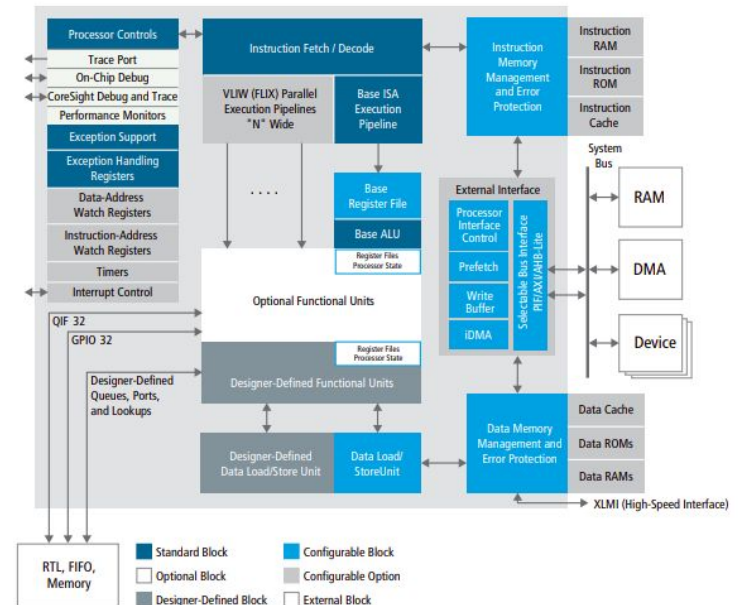 Processor Controls
Trace Port
On-Chip Debug
CoreSight Debug and Trace
Performance Monitors
Exception Support
Exception Handling
Registers
Data-Address
Watch Registers
Instruction-Address
Watch Registers
Timers
Interrupt Control
Instruction Fetch / Decode
VLIW (FLIX) Parallel
Execution Pipelines
"N" Wide
Base ISA
Execution
Pipeline
. . . .
Base
Register File
Base ALU
Register Files
Processor State
Optional Functional Units
Register Files
Processor State
Designer-Defined Functional Units
Designer-Defined
Data Load/Store Unit
Data Load/
StoreUnit
Instruction
Memory
Management
and Error
Protection
Instruction
RAM
Instruction
ROM
Instruction
Cache
External Interface
Processor
Interface
Control
Prefetch
Write
Buffer
iDMA
Selectable Bus Interface
PIF/AXI/AHB-Lite
System
Bus
RAM
DMA
Device
Data Memory
Management and
Error Protection
Data Cache
Data ROMs
Data RAMs
XLMI (High-Speed Interface)
QIF 32
GPIO 32
Designer-Defined
Queues, Ports,
and Lookups
RTL, FIFO,
Memory
Standard Block
Configurable Block
Optional Block
Configurable Option
Designer-Defined Block
External Block